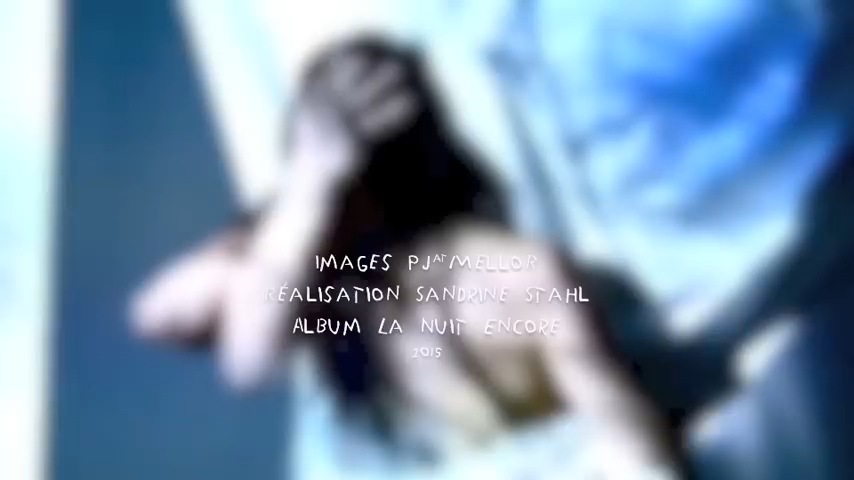 IMAGES PJ AT MELLOR
RÉALISATION SANDRINE STAHL
ALBUM LA NUIT ENCORE
2015